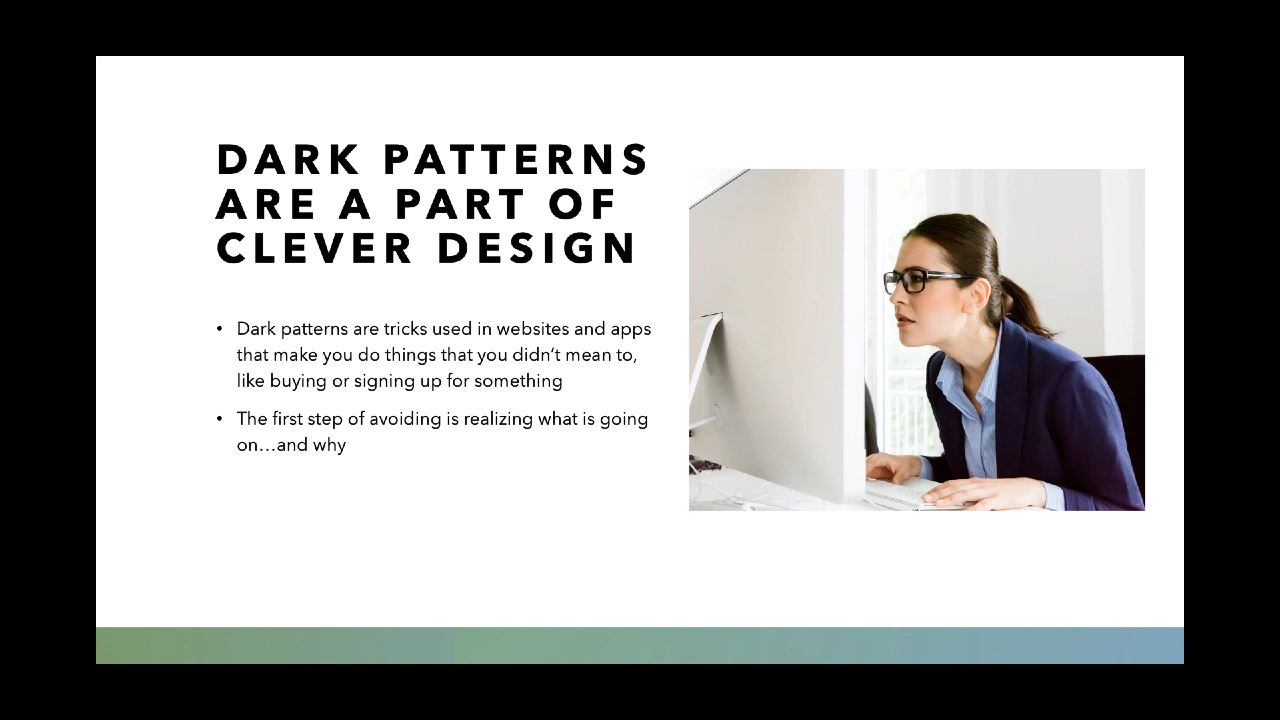 DARK PATTERNS
ARE A PART OF
CLEVER DESIGN
• Dark patterns are tricks used in websites and apps
that make you do things that you didn't mean to,
like buying or signing up for something
• The first step of avoiding is realizing what is going
on…and why